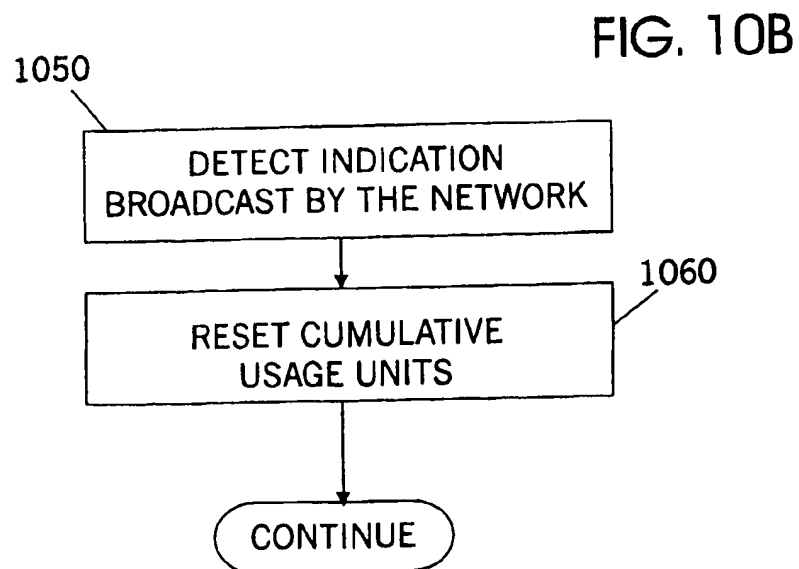 FIG. 10B
1050
DETECT INDICATION
BROADCAST BY THE NETWORK
1060
RESET CUMULATIVE
USAGE UNITS
CONTINUE